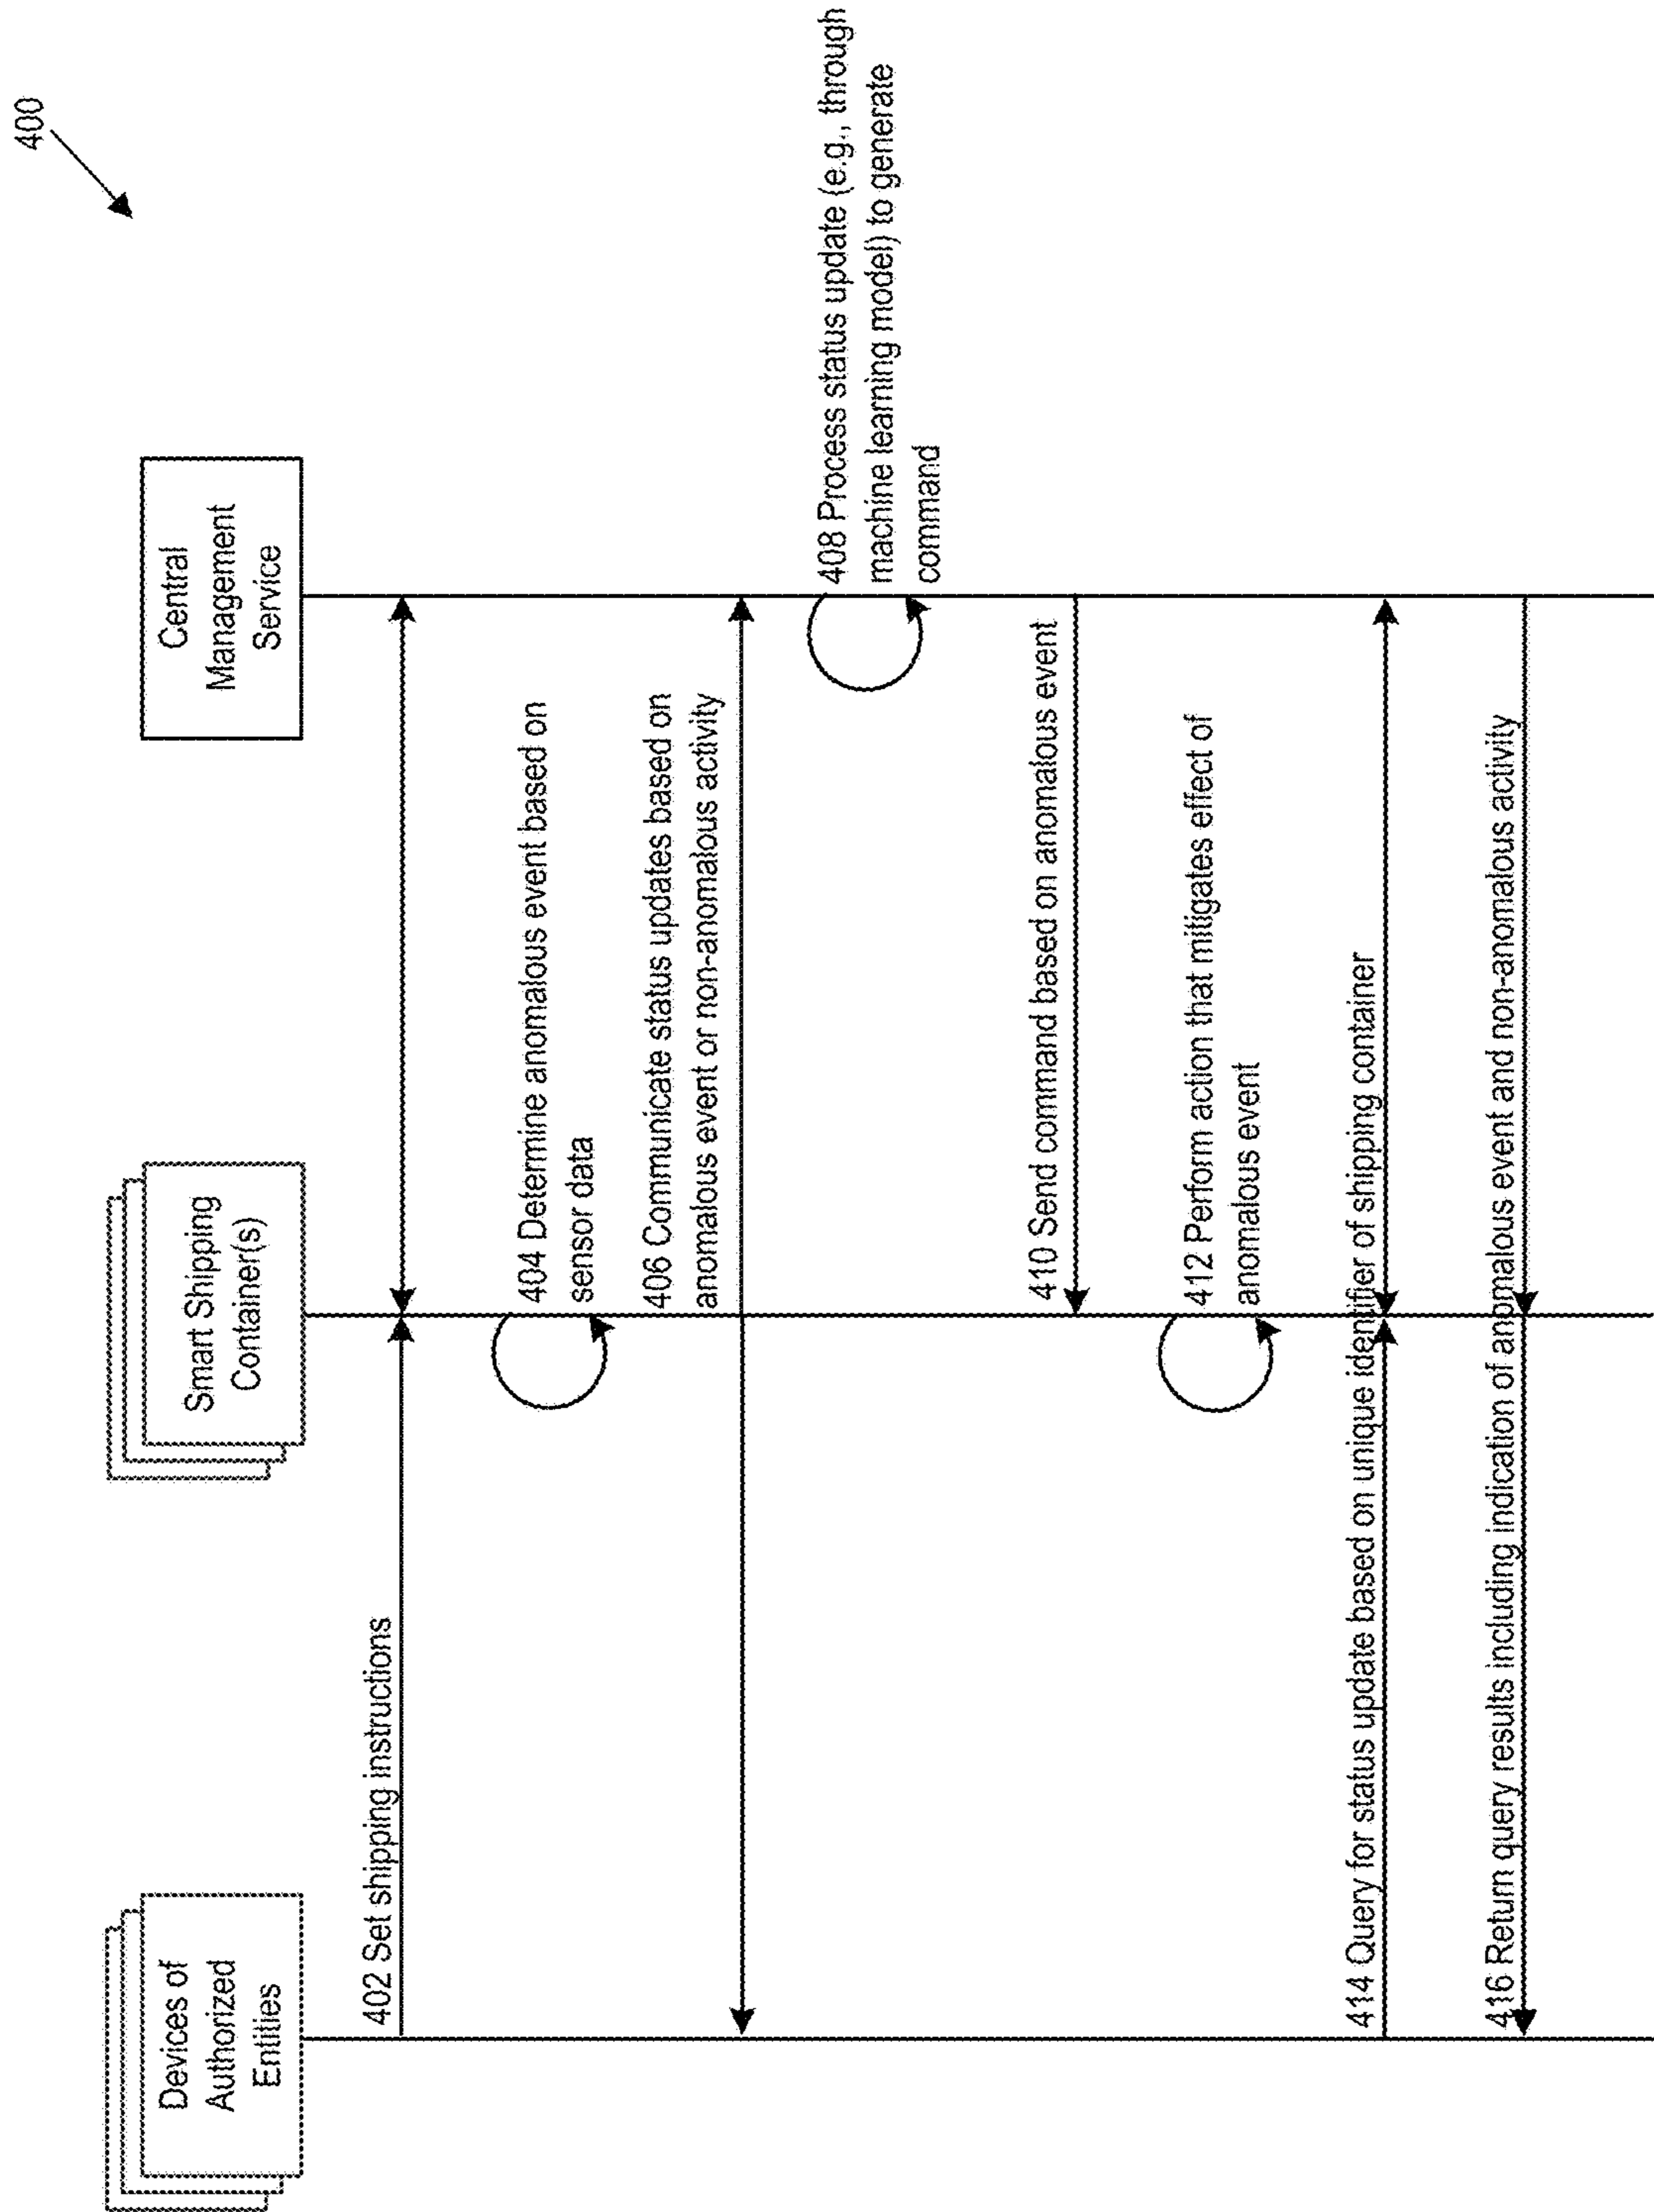 400
Devices of
Authorized
Entities
Smart Shipping
Container(s)
Central
Management
Service
402 Set shipping instructions
404 Determine anomalous event based on
sensor data
406 Communicate status updates based on
anomalous event or non-anomalous activity
408 Process status update (e.g., through
machine learning model) to generate
command
410 Send command based on anomalous event
412 Perform action that mitigates effect of
anomalous event
414 Query for status update based on unique identifier of shipping container
416 Return query results including indication of anomalous event and non-anomalous activity